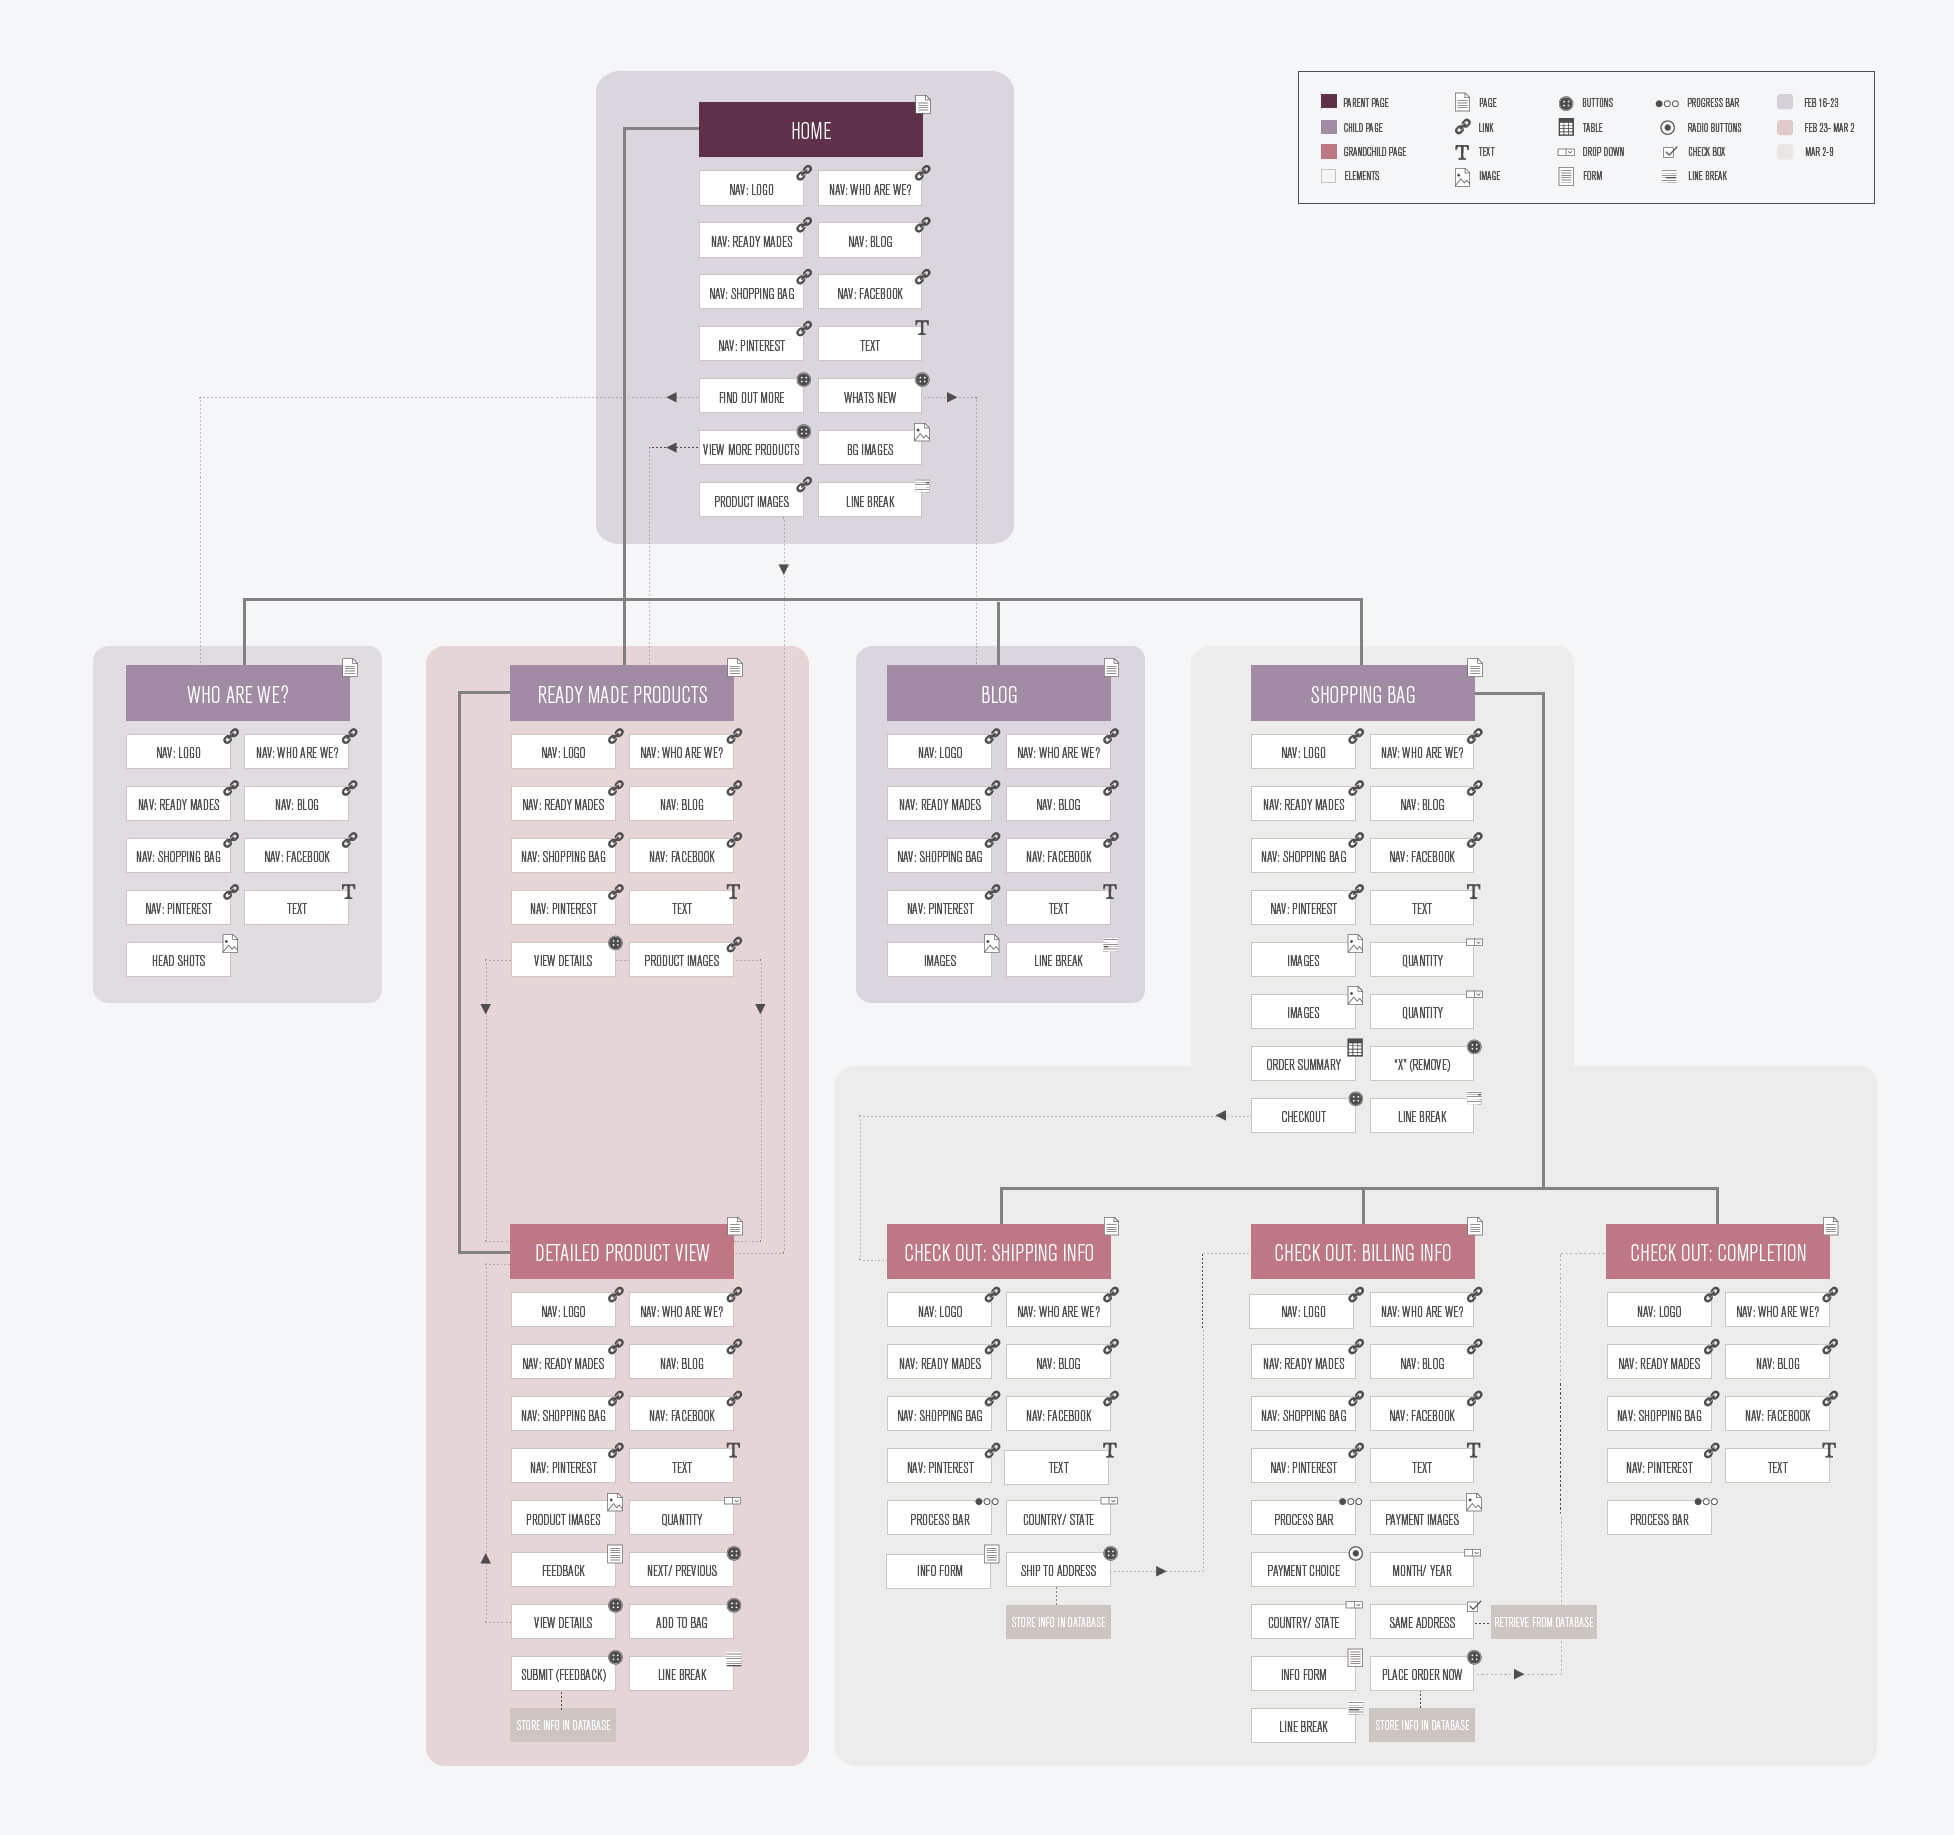 HOME
NAV: LOGO
NAV: WHO ARE WE?
NAV: READY MADES
NAV: BLOG
NAV: SHOPPING BAG
NAV: FACEBOOK
NAV: PINTEREST
TEXT
FIND OUT MORE
WHATS NEW
VIEW MORE PRODUCTS
BG IMAGES
PRODUCT IMAGES
LINE BREAK
PARENT PAGE
CHILD PAGE
GRANDCHILD PAGE
ELEMENTS
PAGE
LINK
TEXT
IMAGE
BUTTONS
TABLE
DROP DOWN
FORM
PROGRESS BAR
RADIO BUTTONS
CHECK BOX
LINE BREAK
FEB 16-23
FEB 23- MAR 2
MAR 2-9
WHO ARE WE?
NAV: LOGO
NAV: WHO ARE WE?
NAV: READY MADES
NAV: BLOG
NAV: SHOPPING BAG
NAV: FACEBOOK
NAV: PINTEREST
TEXT
HEAD SHOTS
READY MADE PRODUCTS
NAV: LOGO
NAV: WHO ARE WE?
NAV: READY MADES
NAV: BLOG
NAV: SHOPPING BAG
NAV: FACEBOOK
NAV: PINTEREST
TEXT
VIEW DETAILS
PRODUCT IMAGES
BLOG
NAV: LOGO
NAV: WHO ARE WE?
NAV: READY MADES
NAV: BLOG
NAV: SHOPPING BAG
NAV: FACEBOOK
NAV: PINTEREST
TEXT
IMAGES
LINE BREAK
SHOPPING BAG
NAV: LOGO
NAV: WHO ARE WE?
NAV: READY MADES
NAV: BLOG
NAV: SHOPPING BAG
NAV: FACEBOOK
NAV: PINTEREST
TEXT
IMAGES
QUANTITY
IMAGES
QUANTITY
ORDER SUMMARY
"X" (REMOVE)
CHECKOUT
LINE BREAK
DETAILED PRODUCT VIEW
NAV: LOGO
NAV: WHO ARE WE?
NAV: READY MADES
NAV: BLOG
NAV: SHOPPING BAG
NAV: FACEBOOK
NAV: PINTEREST
TEXT
PRODUCT IMAGES
QUANTITY
FEEDBACK
NEXT/ PREVIOUS
VIEW DETAILS
ADD TO BAG
SUBMIT (FEEDBACK)
LINE BREAK
STORE INFO IN DATABASE
CHECK OUT: SHIPPING INFO
NAV: LOGO
NAV: WHO ARE WE?
NAV: READY MADES
NAV: BLOG
NAV: SHOPPING BAG
NAV: FACEBOOK
NAV: PINTEREST
TEXT
PROCESS BAR
COUNTRY/ STATE
INFO FORM
SHIP TO ADDRESS
STORE INFO IN DATABASE
CHECK OUT: BILLING INFO
NAV: LOGO
NAV: WHO ARE WE?
NAV: READY MADES
NAV: BLOG
NAV: SHOPPING BAG
NAV: FACEBOOK
NAV: PINTEREST
TEXT
PROCESS BAR
PAYMENT IMAGES
PAYMENT CHOICE
MONTH/ YEAR
COUNTRY/ STATE
SAME ADDRESS
RETRIEVE FROM DATABASE
INFO FORM
PLACE ORDER NOW
LINE BREAK
STORE INFO IN DATABASE
CHECK OUT: COMPLETION
NAV: LOGO
NAV: WHO ARE WE?
NAV: READY MADES
NAV: BLOG
NAV: SHOPPING BAG
NAV: FACEBOOK
NAV: PINTEREST
TEXT
PROCESS BAR